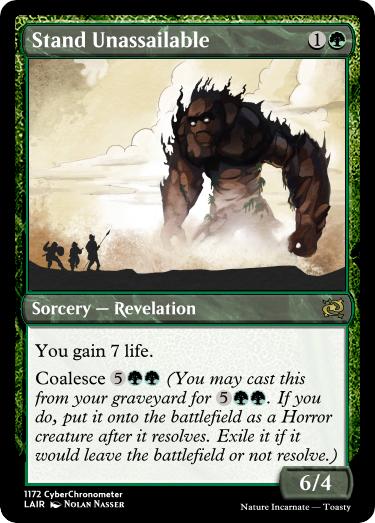 Stand Unassailable 1
Sorcery — Revelation
You gain 7 life.
Coalesce 5 (You may cast this
from your graveyard for 5. If you
do, put it onto the battlefield as a Horror
creature after it resolves. Exile it if it
would leave the battlefield or not resolve.)
6/4
1172 CyberChronometer
LAIR Nolan Nasser
Nature Incarnate — Toasty